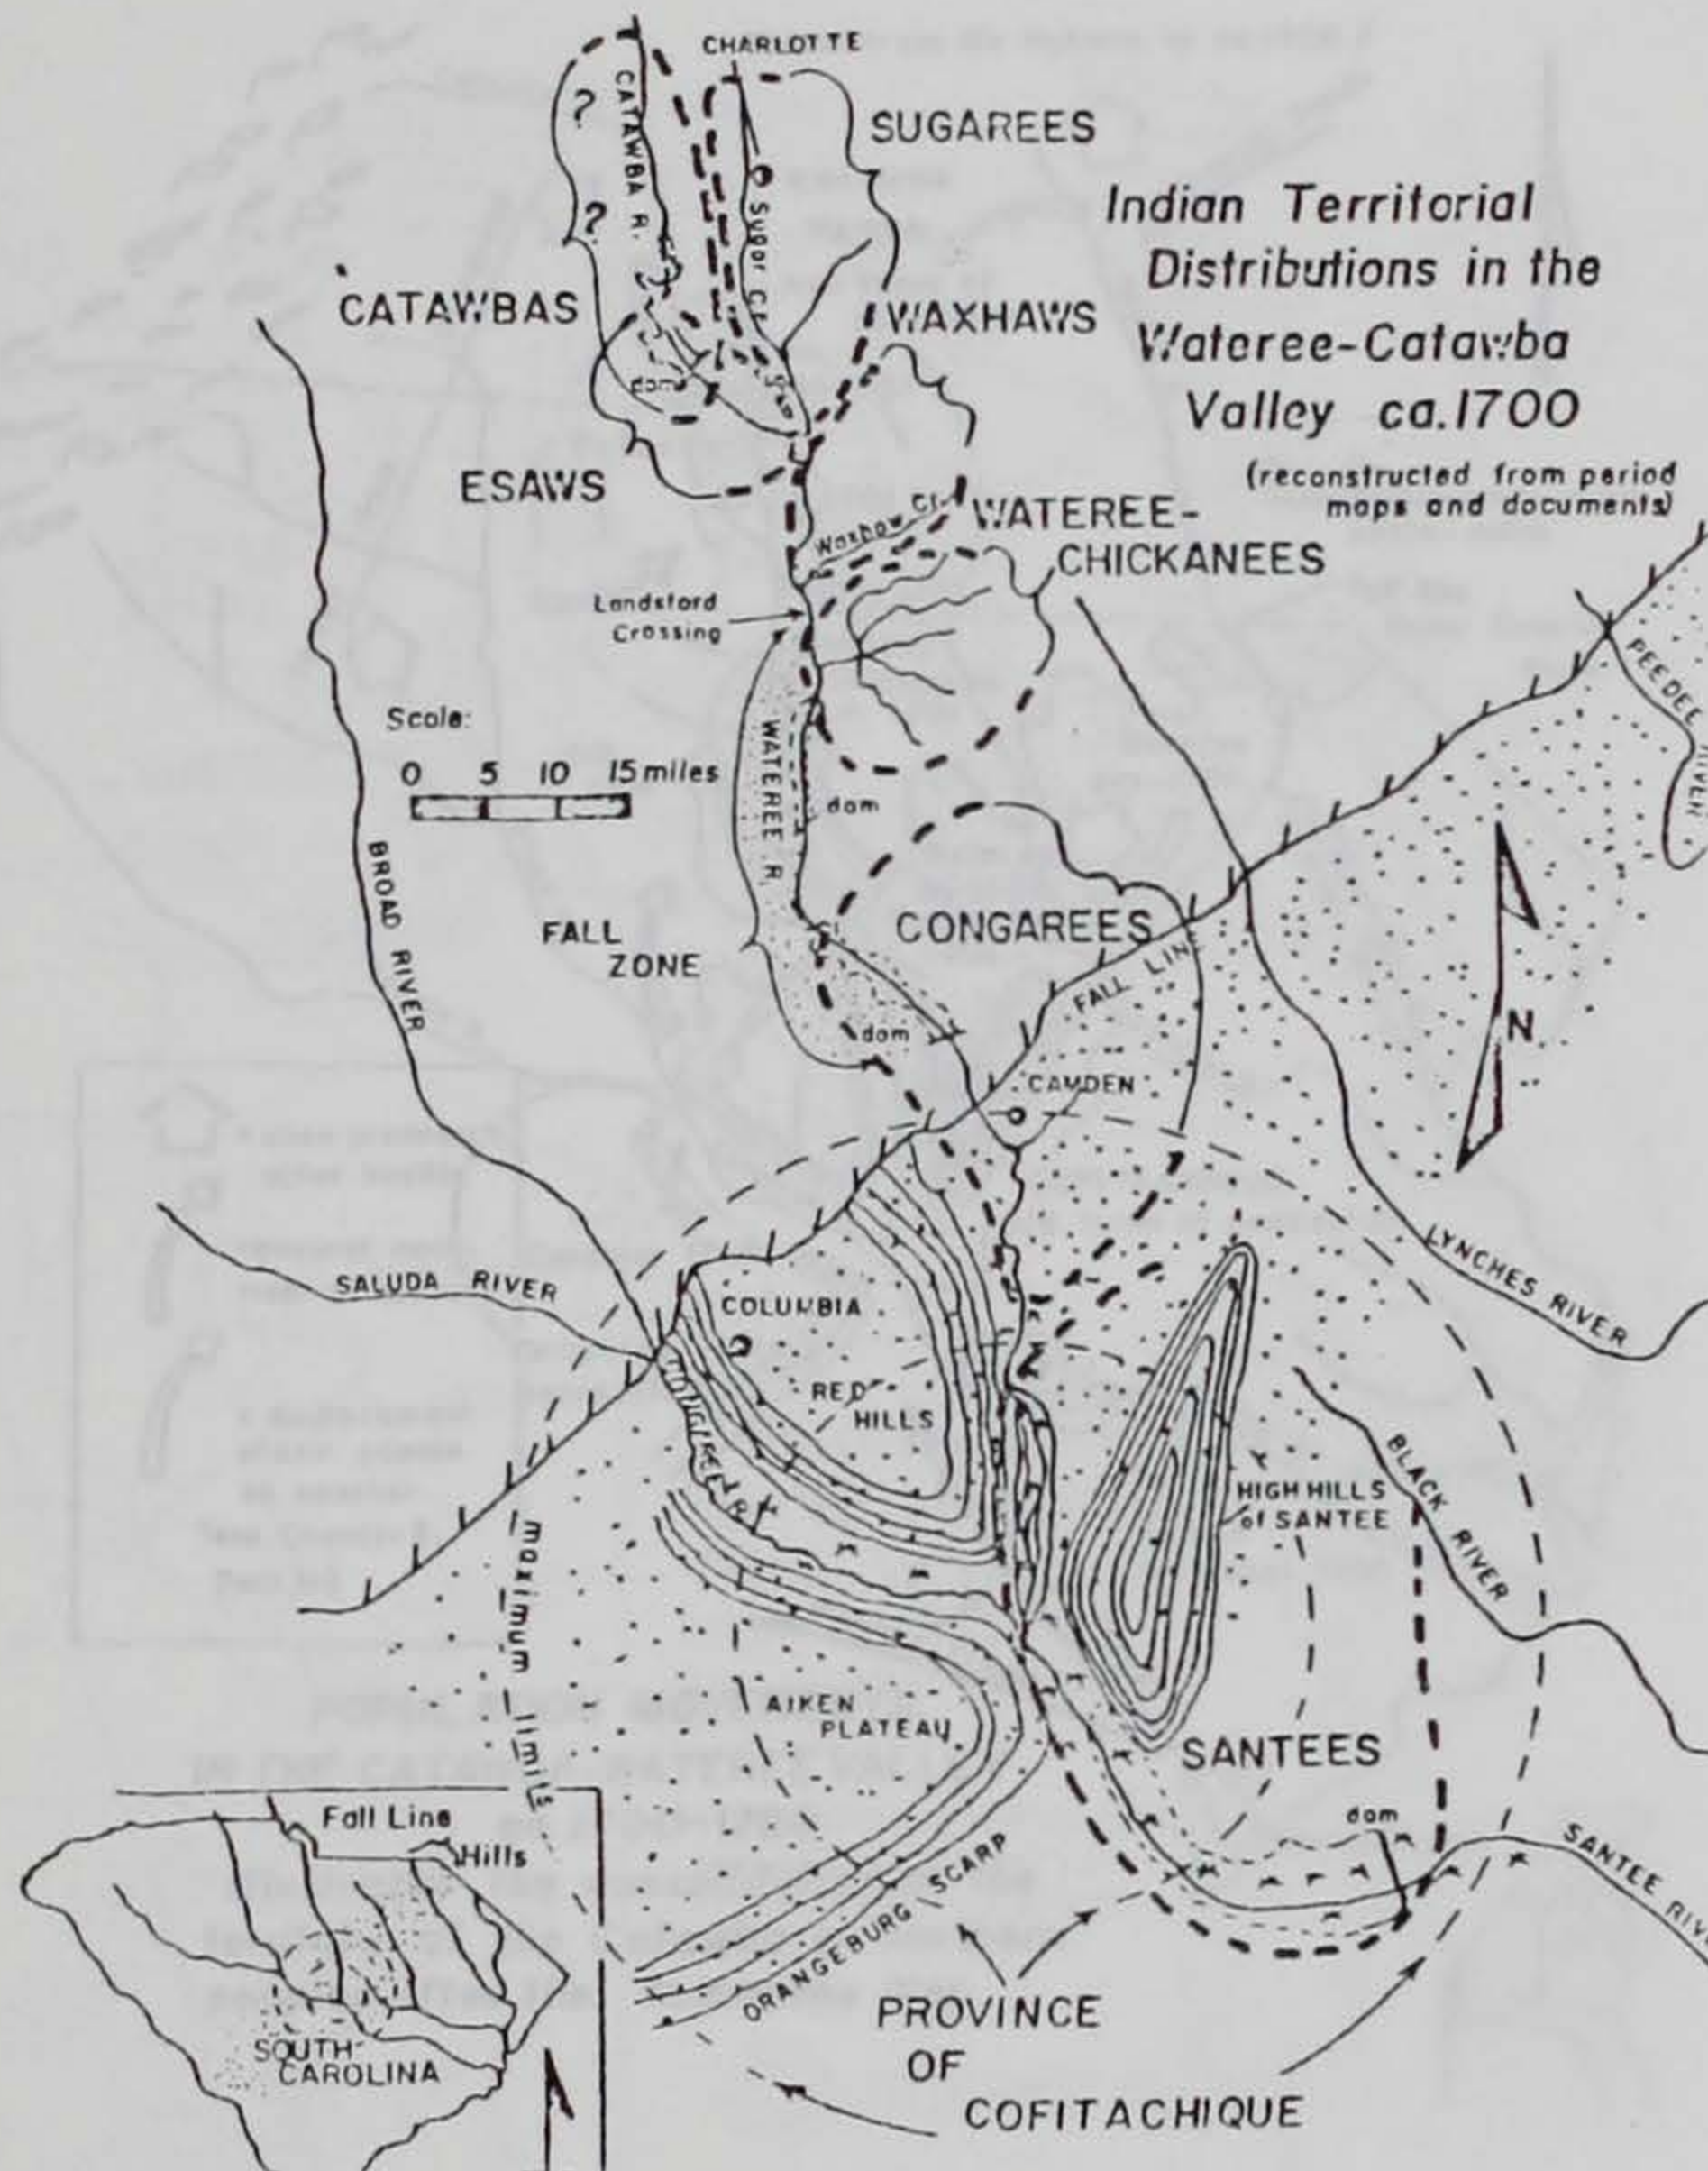 CHARLOTTE
CATAWBA R.
?
?
SUGAREES
Sugar Cr.
Indian Territorial
Distributions in the
Wateree-Catawba
Valley ca. 1700
(reconstructed from period
maps and documents)
CATAWBAS
WAXHAWS
dam
ESAWS
Waxhaw Cr.
WATEREE-
CHICKANEES
Landsford
Crossing
PEEDEE RIVER
Scale:
0 5 10 15 miles
WATEREE R.
dam
BROAD RIVER
FALL
ZONE
CONGAREES
FALL LINE
N
dam
CAMDEN
LYNCHES RIVER
SALUDA RIVER
COLUMBIA
RED
HILLS
CONGAREE R.
HIGH HILLS
of SANTEE
BLACK RIVER
maximum limits
AIKEN
PLATEAU
SANTEES
dam
SANTEE RIV
Fall Line
Hills
ORANGEBURG SCARP
PROVINCE
OF
COFITACHIQUE
SOUTH
CAROLINA